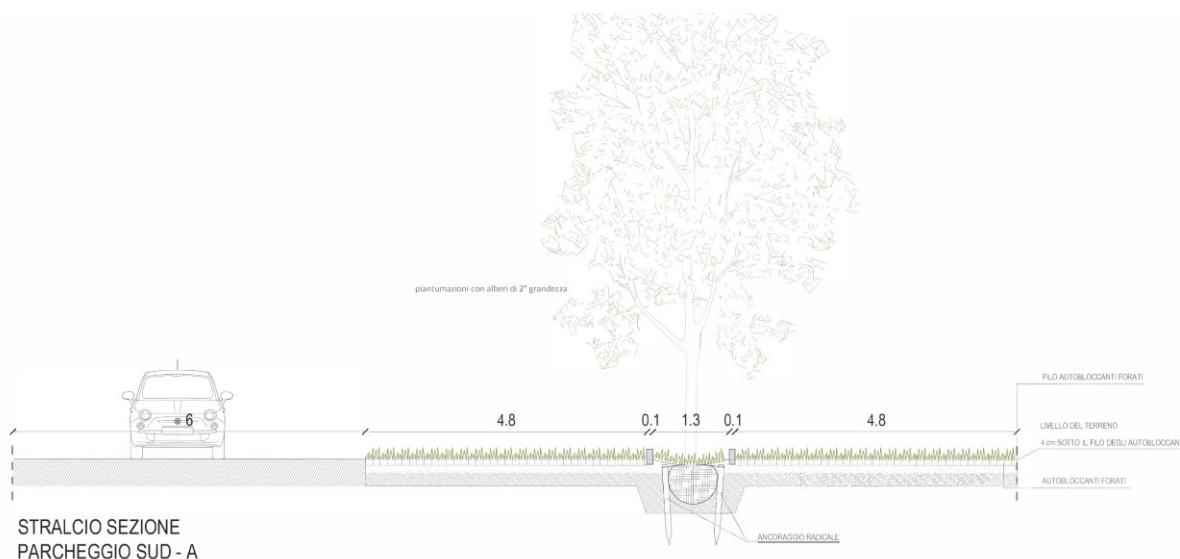 piantumazioni con alberi di 2° grandezza
FILO AUTOBLOCCANTI FORATI
6
4.8
0.1
1.3
0.1
4.8
LIVELLO DEL TERRENO
4 cm SOTTO IL FILO DEGLI AUTOBLOCCAN
AUTOBLOCCANTI FORATI
ANCORAGGIO RADICALE
STRALCIO SEZIONE
PARCHEGGIO SUD - A